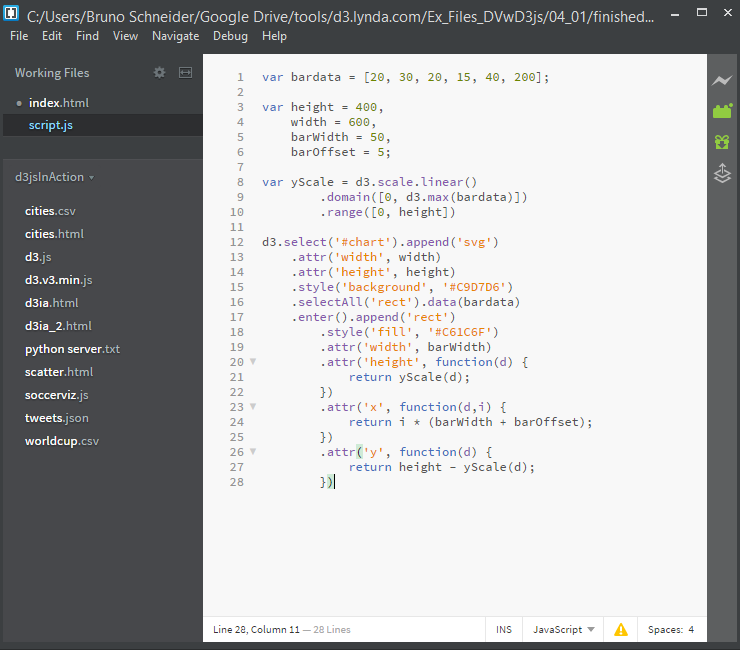 C:/Users/Bruno Schneider/Google Drive/tools/d3.lynda.com/Ex_Files_DVwD3js/04_01/finished...
File Edit Find View Navigate Debug Help
Working Files
index.html
script.js
d3jsInAction
cities.csv
cities.html
d3.js
d3.v3.min.js
d3ia.html
d3ia_2.html
python server.txt
scatter.html
soccerviz.js
tweets.json
worldcup.csv
1 var bardata = [20, 30, 20, 15, 40, 200];
2
3 var height = 400,
4     width = 600,
5     barWidth = 50,
6     barOffset = 5;
7
8 var yScale = d3.scale.linear()
9         .domain([0, d3.max(bardata)])
10         .range([0, height])
11
12 d3.select('#chart').append('svg')
13     .attr('width', width)
14     .attr('height', height)
15     .style('background', '#C9D7D6')
16     .selectAll('rect').data(bardata)
17     .enter().append('rect')
18         .style('fill', '#C61C6F')
19         .attr('width', barWidth)
20         .attr('height', function(d) {
21             return yScale(d);
22         })
23         .attr('x', function(d,i) {
24             return i * (barWidth + barOffset);
25         })
26         .attr('y', function(d) {
27             return height - yScale(d);
28         })
Line 28, Column 11 — 28 Lines INS JavaScript Spaces: 4